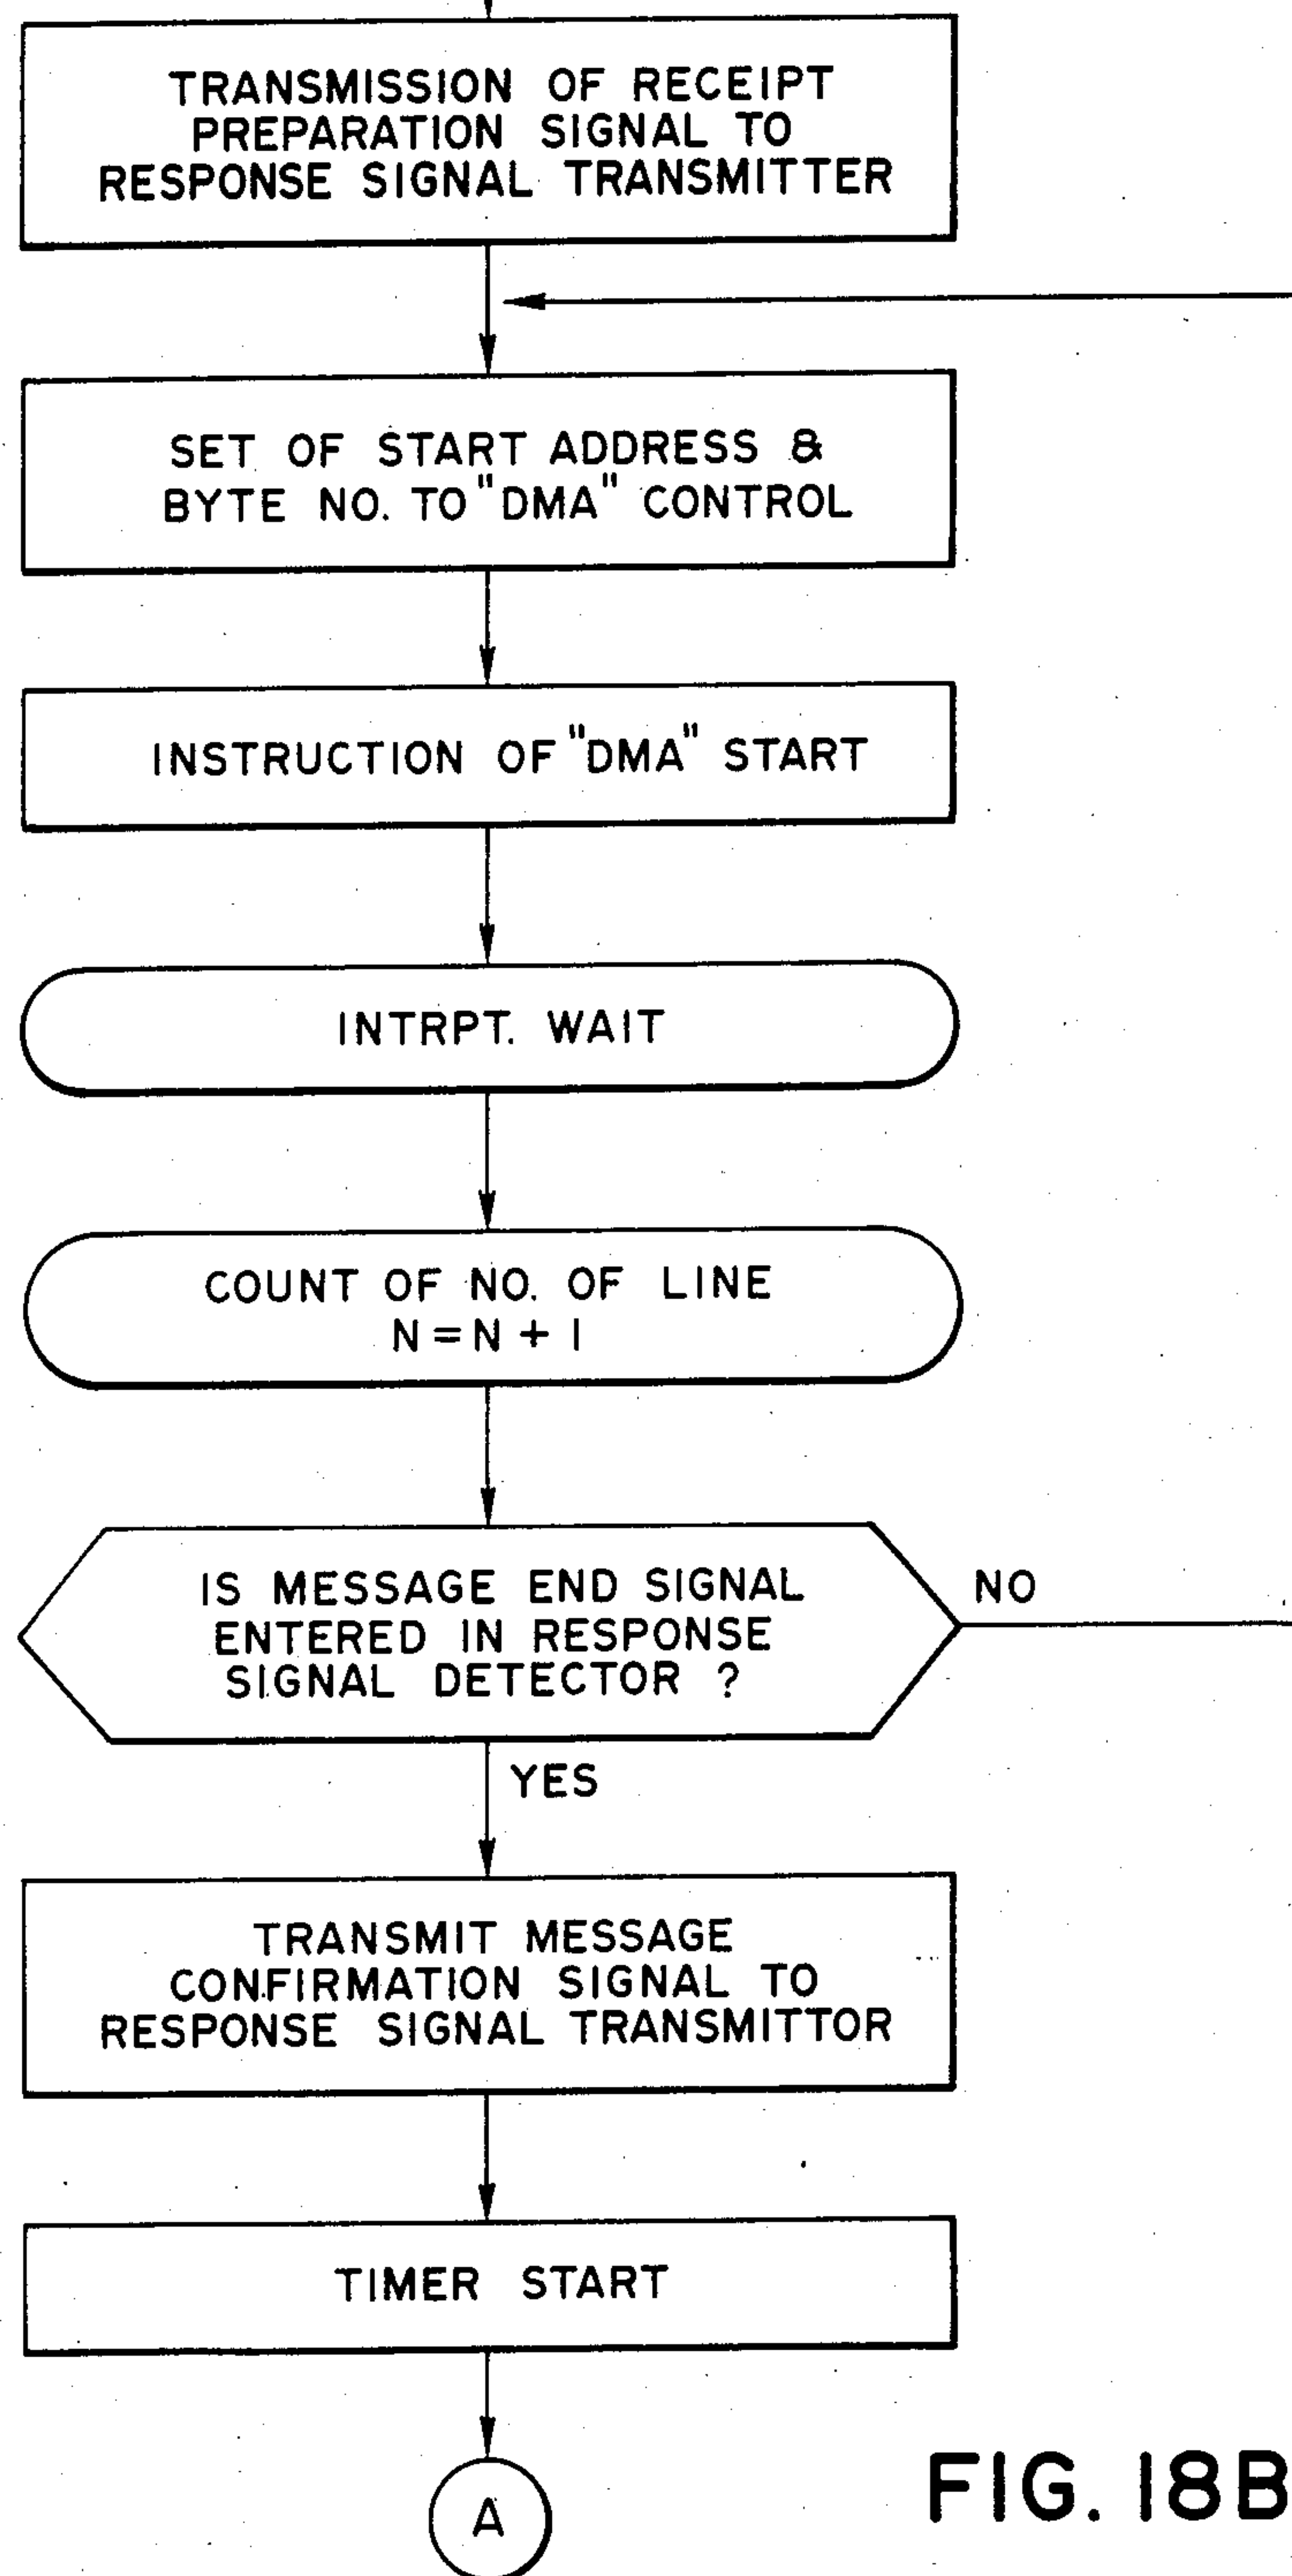 TRANSMISSION OF RECEIPT
PREPARATION SIGNAL TO
RESPONSE SIGNAL TRANSMITTER
SET OF START ADDRESS &
BYTE NO. TO "DMA" CONTROL
INSTRUCTION OF "DMA" START
INTRPT. WAIT
COUNT OF NO. OF LINE
N = N + 1
IS MESSAGE END SIGNAL
ENTERED IN RESPONSE
SIGNAL DETECTOR ?
NO
YES
TRANSMIT MESSAGE
CONFIRMATION SIGNAL TO
RESPONSE SIGNAL TRANSMITTOR
TIMER START
A
FIG. 18B